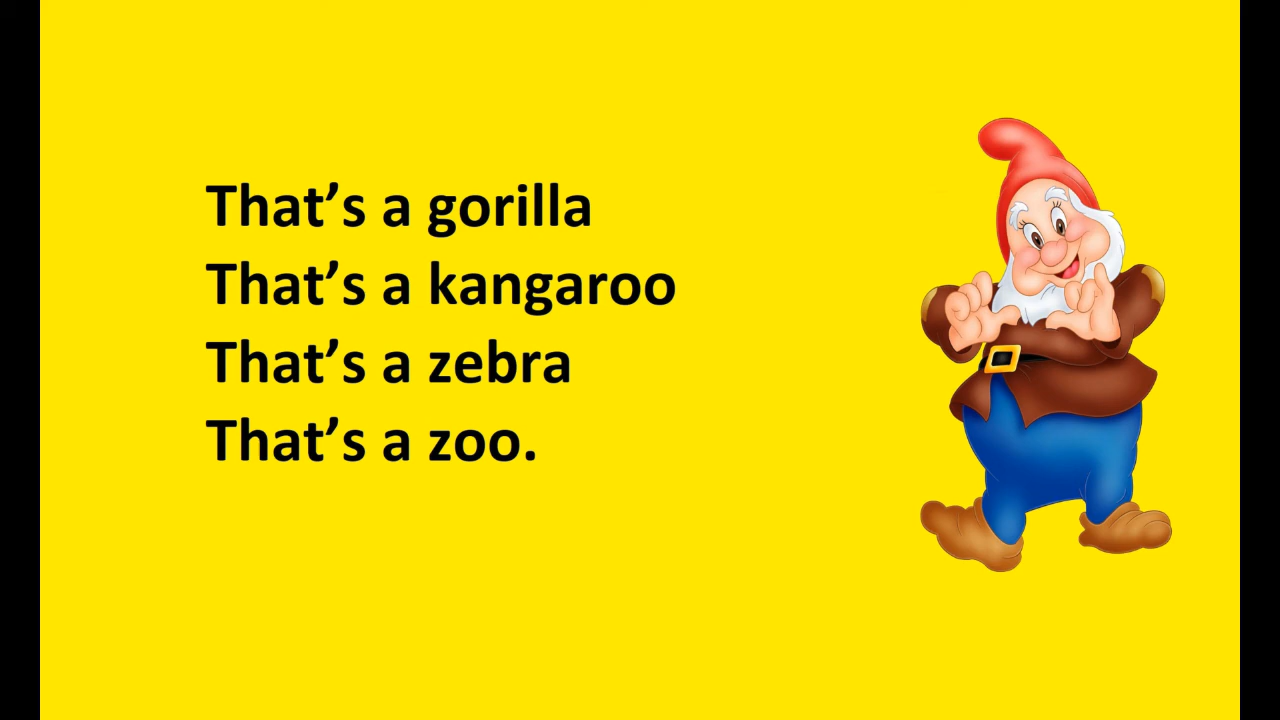 That’s a gorilla
That’s a kangaroo
That’s a zebra
That’s a zoo.